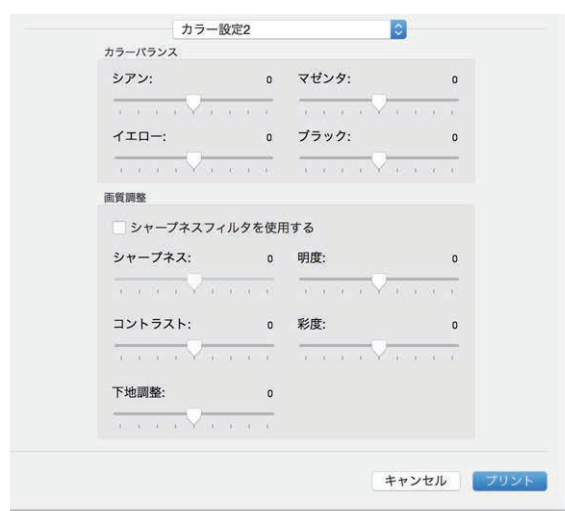 カラー設定2
カラーバランス
シアン: 0 マゼンタ: 0
イエロー: 0 ブラック: 0
画質調整
シャープネスフィルタを使用する
シャープネス: 0 明度: 0
コントラスト: 0 彩度: 0
下地調整: 0
キャンセル プリント